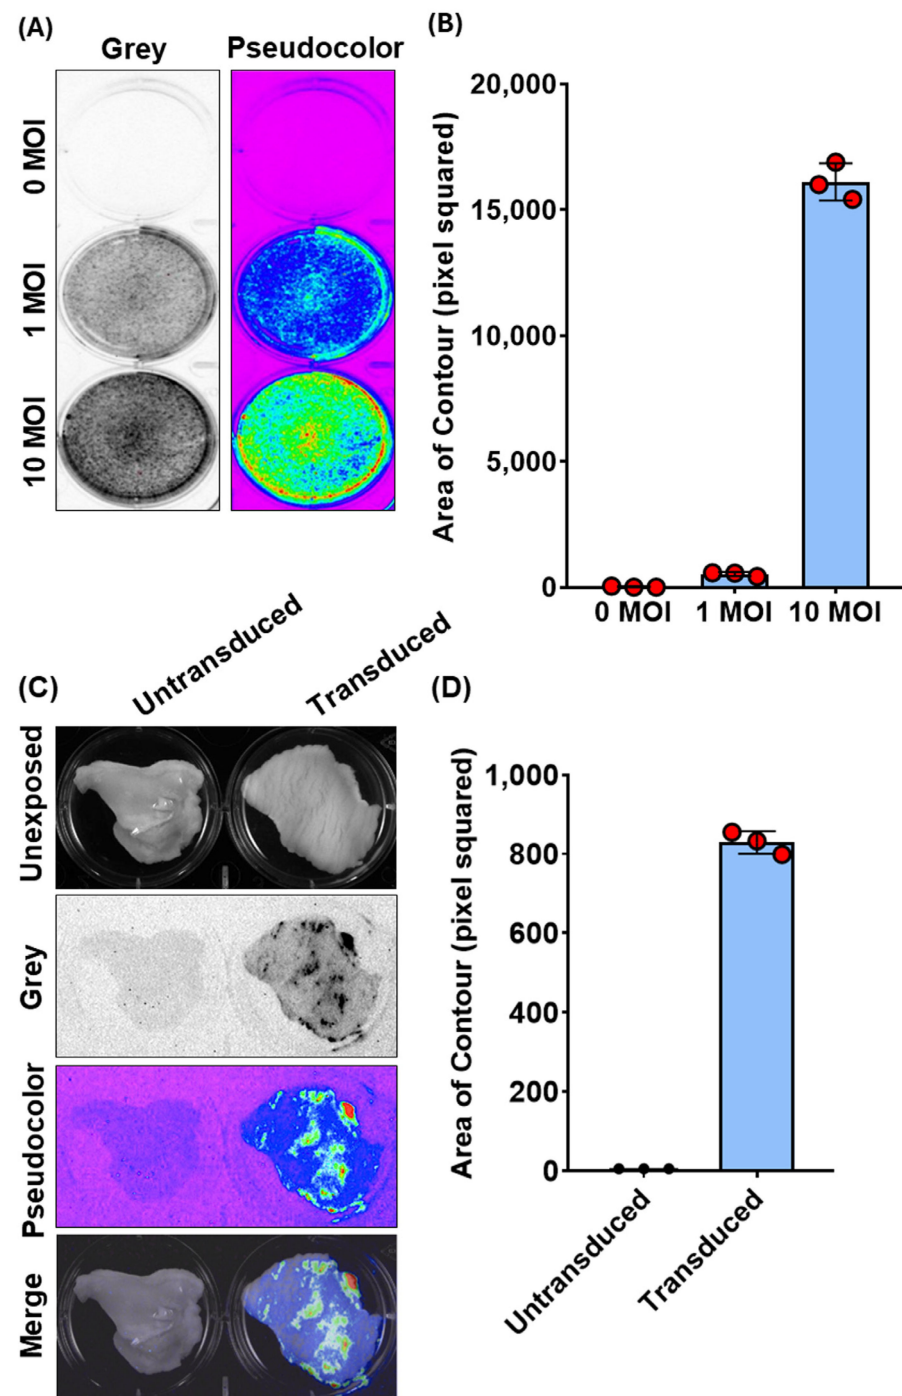 (A)
Grey
Pseudocolor
0 MOI
1 MOI
10 MOI
(B)
Area of Contour (pixel squared)
20,000
15,000
10,000
5,000
0
0 MOI
1 MOI
10 MOI
(C)
Untransduced
Transduced
Unexposed
Grey
Pseudocolor
Merge
(D)
Area of Contour (pixel squared)
1,000
800
600
400
200
0
Untransduced
Transduced